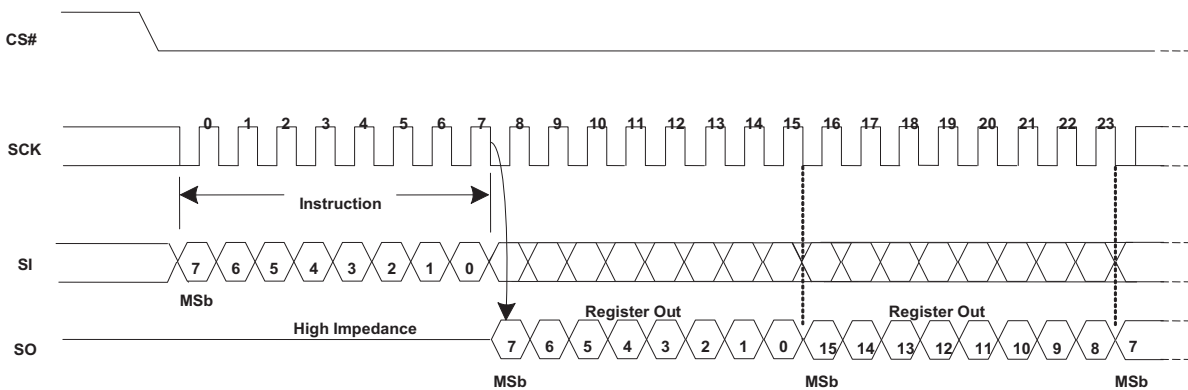 CS#
0 1 2 3 4 5 6 7 8 9 10 11 12 13 14 15 16 17 18 19 20 21 22 23
SCK
Instruction
SI
7 6 5 4 3 2 1 0
MSb
High Impedance
Register Out
Register Out
SO
7 6 5 4 3 2 1 0 15 14 13 12 11 10 9 8 7
MSb MSb MSb